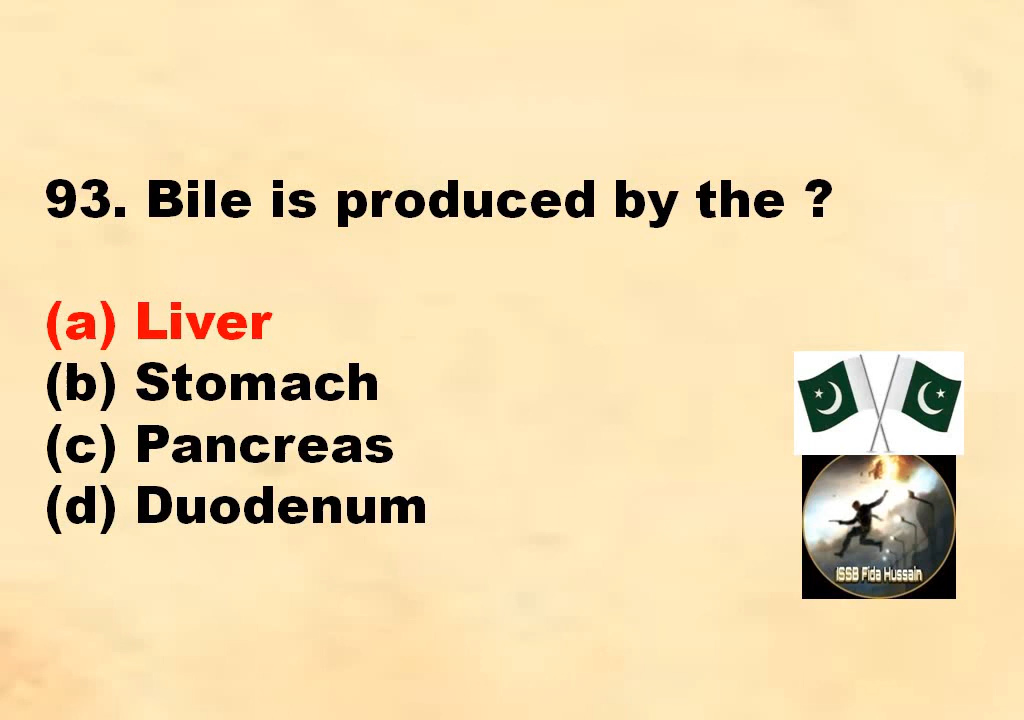 93. Bile is produced by the ?
(a) Liver
(b) Stomach
(c) Pancreas
(d) Duodenum
ISSB Fida Hussain